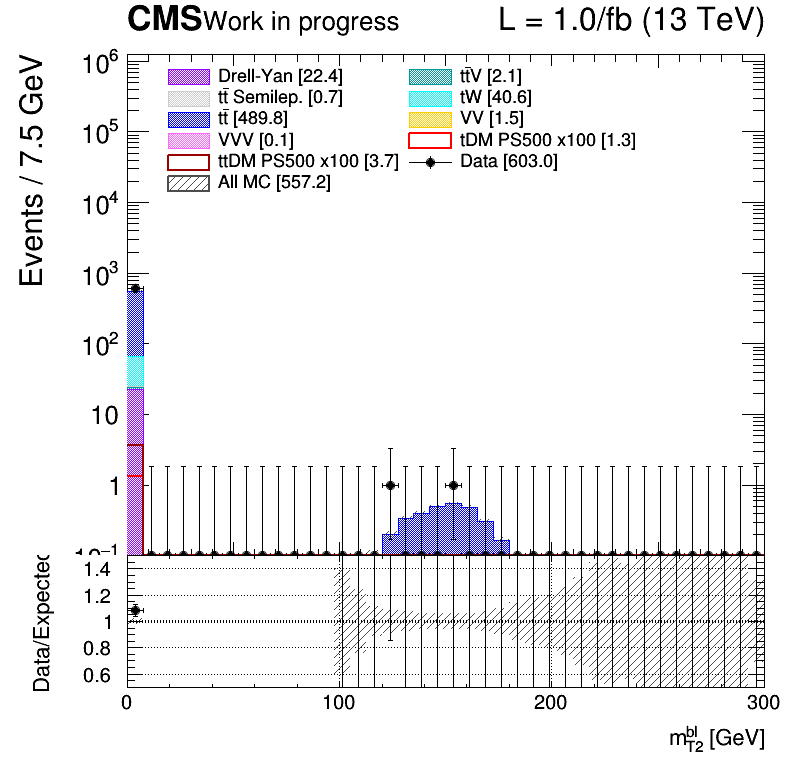 CMS Work in progress L = 1.0/fb (13 TeV)
Events / 7.5 GeV
10⁶
10⁵
10⁴
10³
10²
10
1
10⁻¹
Drell-Yan [22.4]
tt̄ Semilep. [0.7]
tt̄ [489.8]
VVV [0.1]
ttDM PS500 x100 [3.7]
All MC [557.2]
tt̄V [2.1]
tW [40.6]
VV [1.5]
tDM PS500 x100 [1.3]
Data [603.0]
Data/Expected
1.4
1.2
1
0.8
0.6
0 100 200 300
m_{T2}^{bl} [GeV]